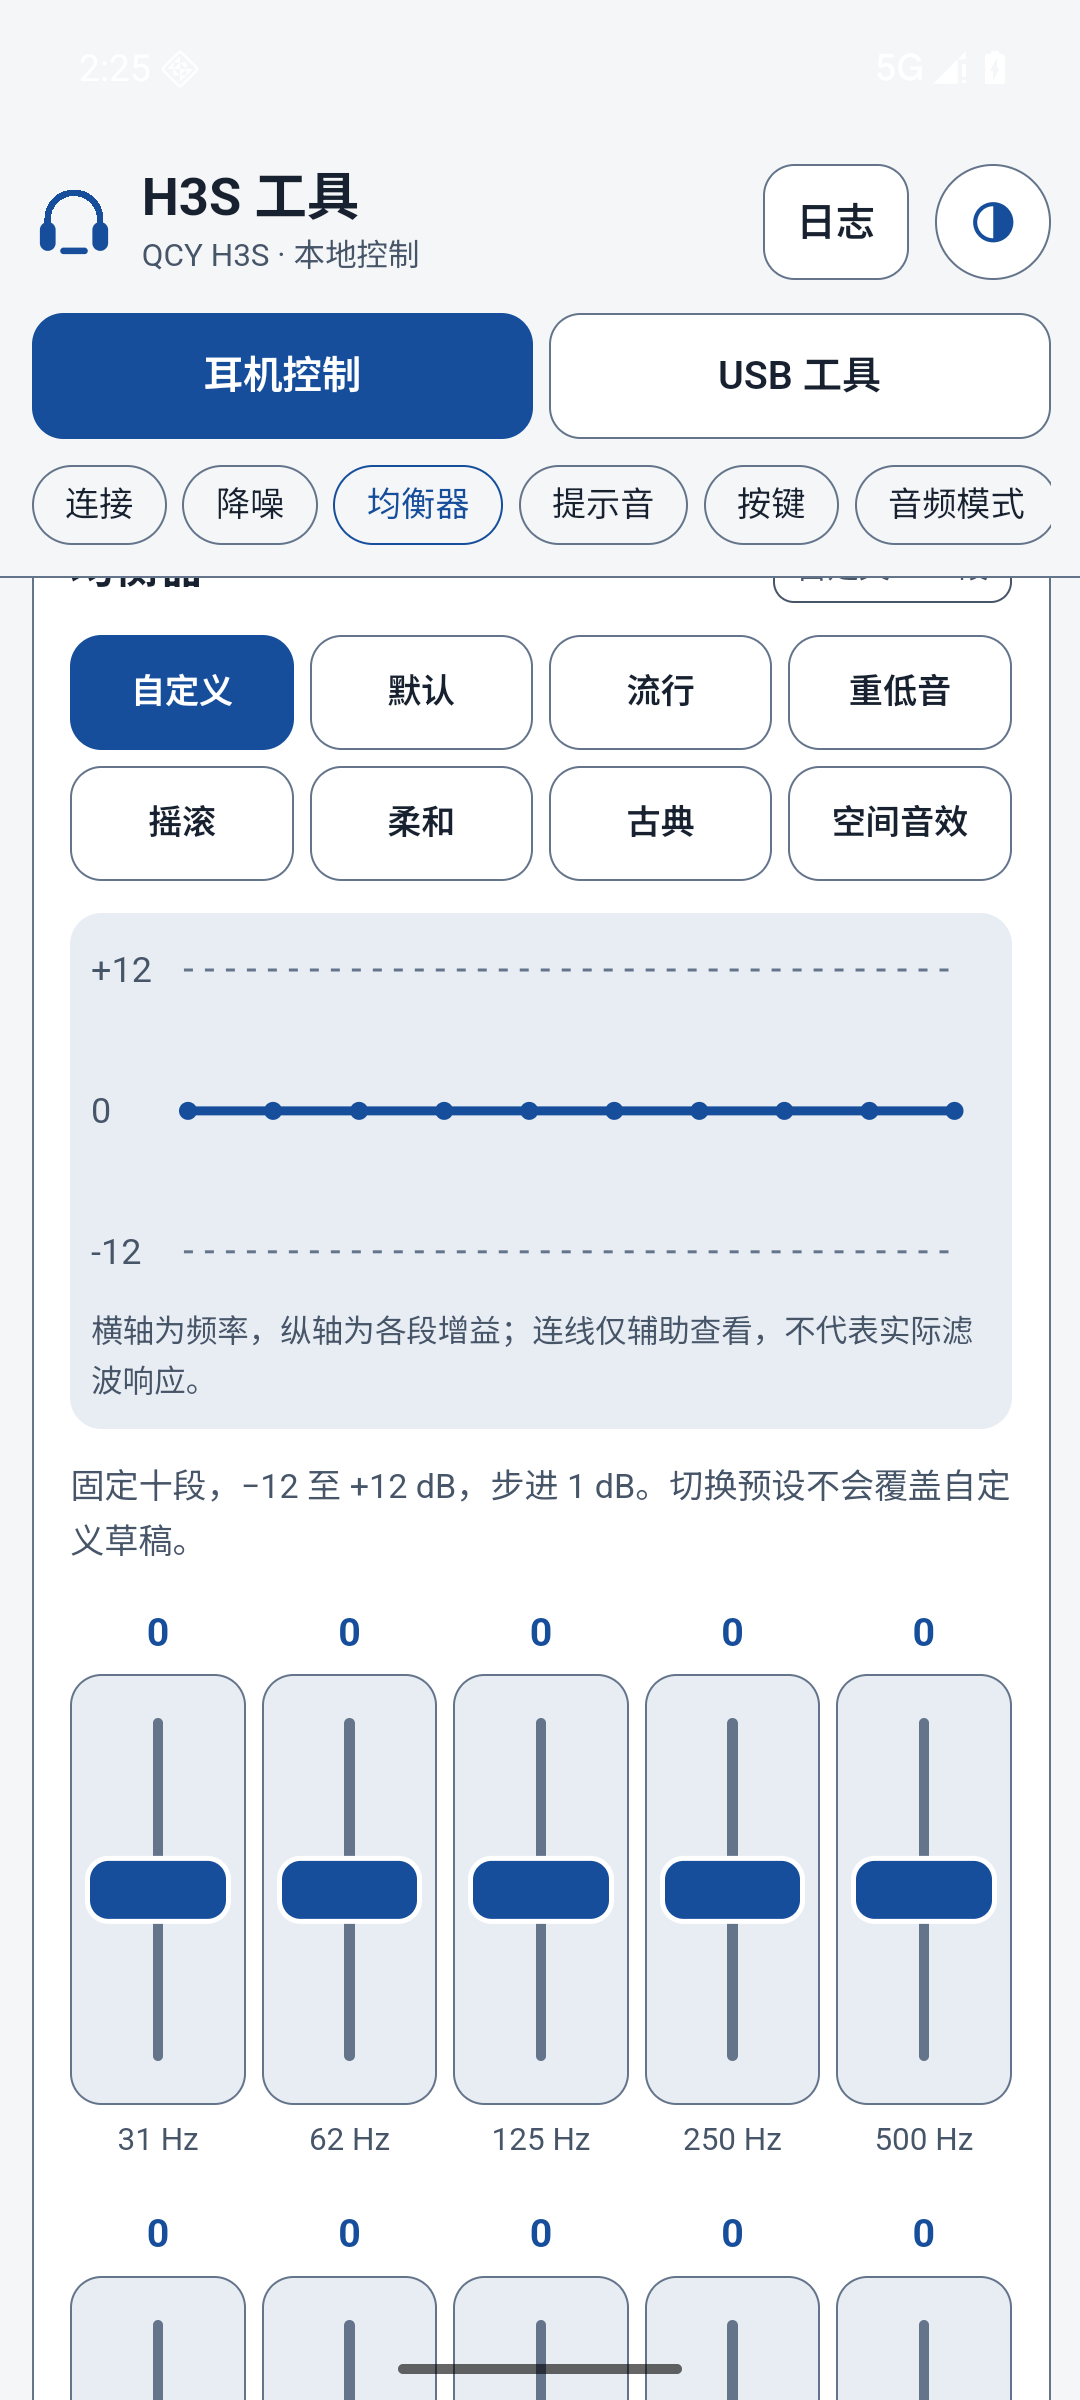 2:25
5G
H3S 工具
QCY H3S · 本地控制
日志
耳机控制
USB 工具
连接
降噪
均衡器
提示音
按键
音频模式
均衡器
自定义
默认
流行
重低音
摇滚
柔和
古典
空间音效
+12
0
-12
横轴为频率，纵轴为各段增益；连线仅辅助查看，不代表实际滤
波响应。
固定十段，−12 至 +12 dB，步进 1 dB。切换预设不会覆盖自定
义草稿。
0 0 0 0 0
31 Hz 62 Hz 125 Hz 250 Hz 500 Hz
0 0 0 0 0